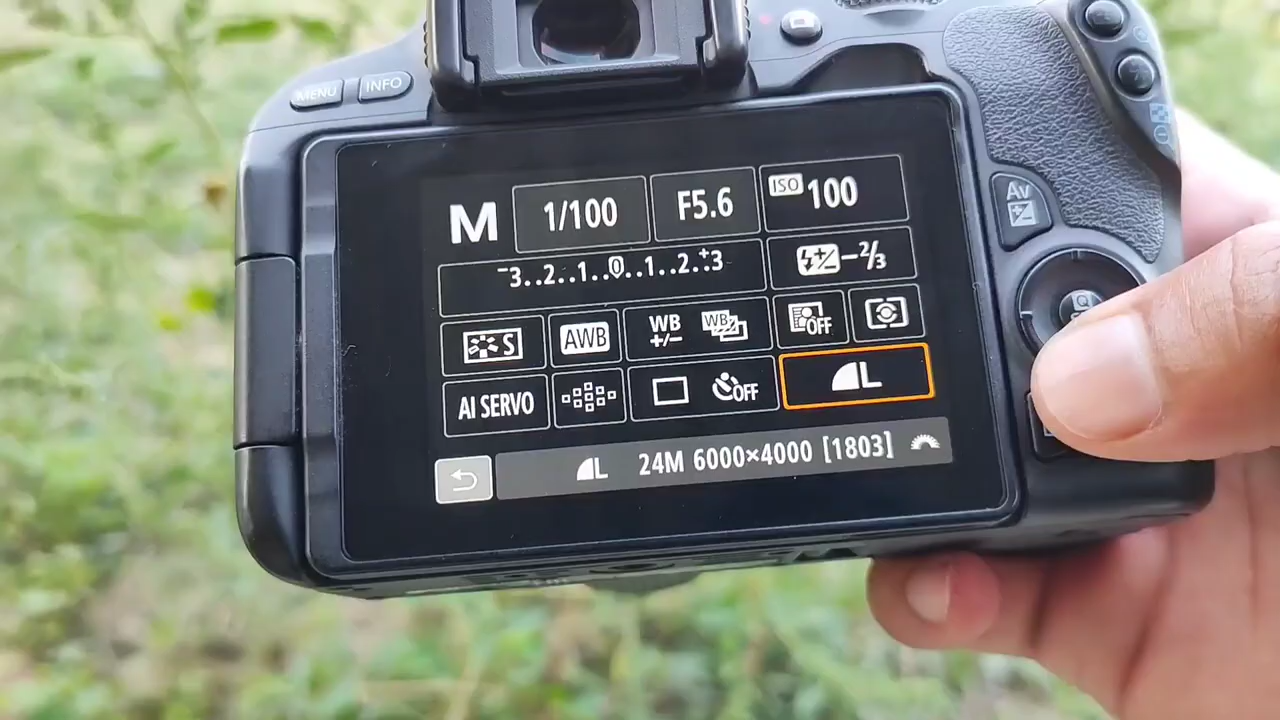 MENU INFO
M 1/100 F5.6 ISO 100
-3..2..1..0..1..2.+3 -2/3
S AWB WB +/- WB OFF
AI SERVO OFF L
L 24M 6000×4000 [1803]
Av
Q